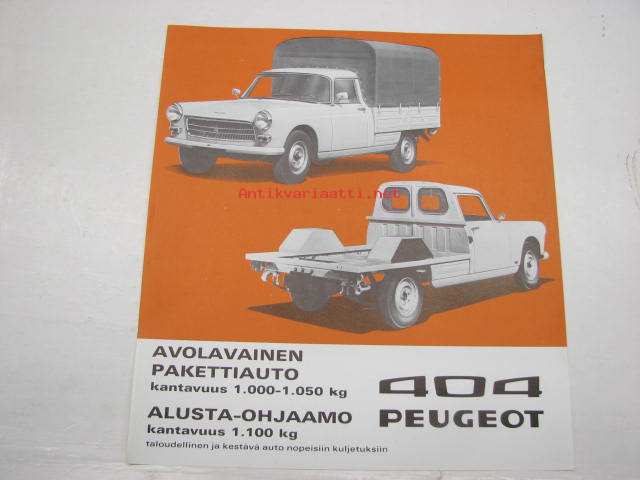 Antikvariaatti.net
AVOLAVAINEN
PAKETTIAUTO
kantavuus 1.000-1.050 kg
ALUSTA-OHJAAMO
kantavuus 1.100 kg
taloudellinen ja kestävä auto nopeisiin kuljetuksiin
404
PEUGEOT